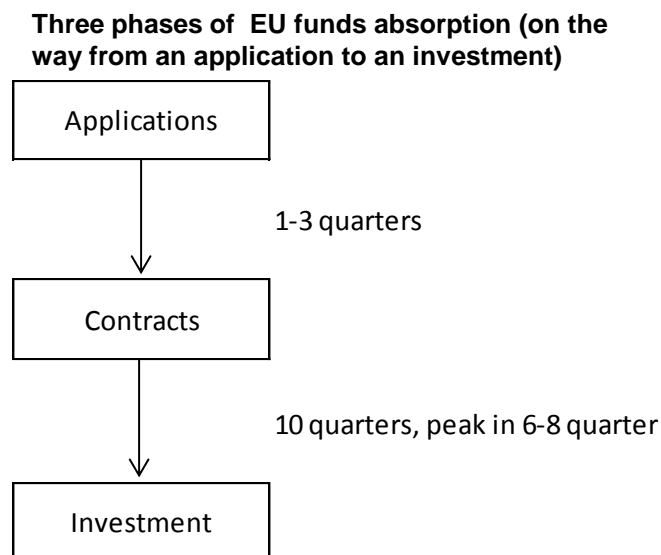 Three phases of EU funds absorption (on the
way from an application to an investment)
Applications
1-3 quarters
Contracts
10 quarters, peak in 6-8 quarter
Investment